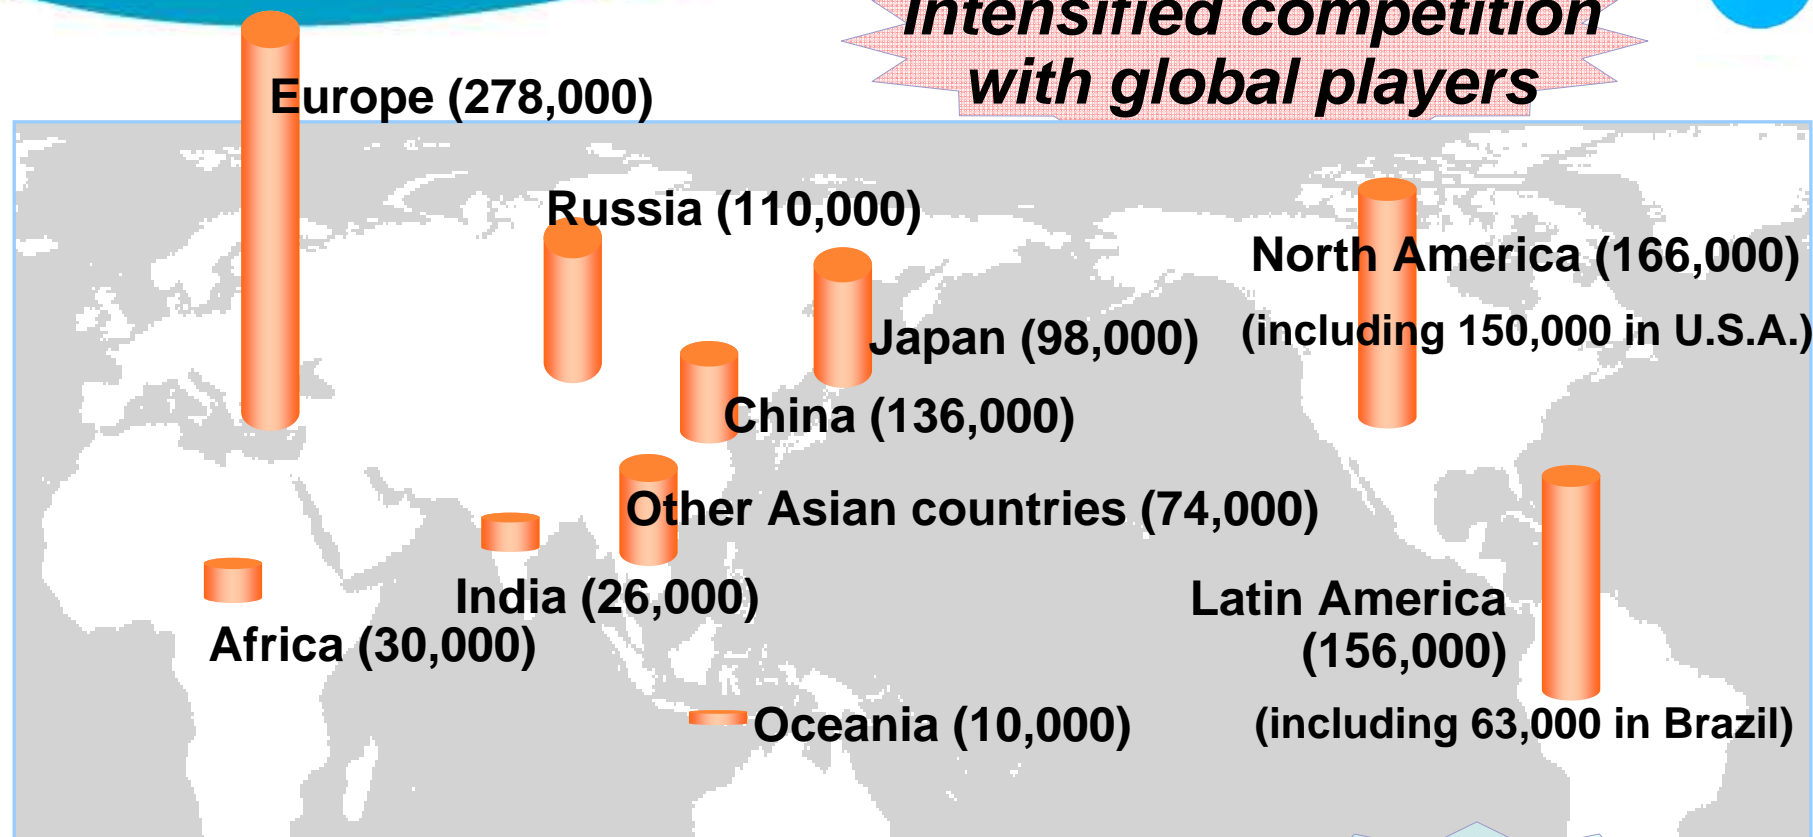 Intensified competition
with global players
Europe (278,000)
Russia (110,000)
North America (166,000)
(including 150,000 in U.S.A.)
Japan (98,000)
China (136,000)
Other Asian countries (74,000)
India (26,000)
Africa (30,000)
Latin America
(156,000)
Oceania (10,000)
(including 63,000 in Brazil)